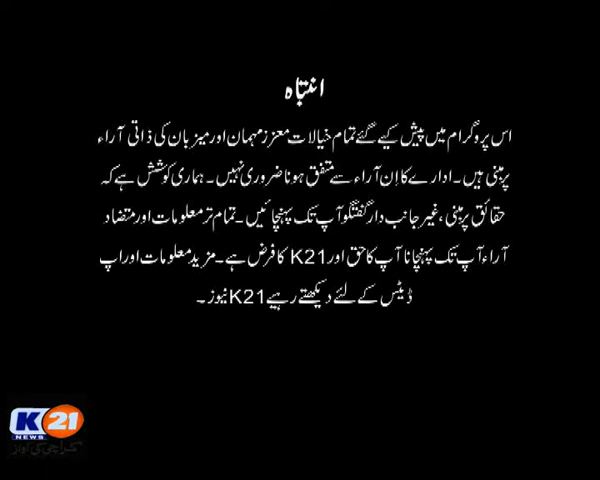 انتباہ
اس پروگرام میں پیش کیے گئے تمام خیالات معزز مہمان اور میزبان کی ذاتی آراء
پر مبنی ہیں۔ ادارے کا اِن آراء سے متفق ہونا ضروری نہیں۔ ہماری کوشش ہے کہ
حقائق پر مبنی، غیر جانب دار گفتگو آپ تک پہنچائیں۔ تمام تر معلومات اور متضاد
آراء آپ تک پہنچانا آپ کا حق اور K21 کا فرض ہے۔ مزید معلومات اور اپ
ڈیٹس کے لئے دیکھتے رہیے K21 نیوز۔
K21
NEWS
کراچی کی آواز